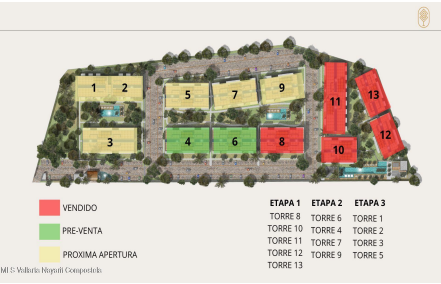 1 2 5 7 9 11 13
3 4 6 8 10 12
VENDIDO
PRE-VENTA
PROXIMA APERTURA
ETAPA 1 ETAPA 2 ETAPA 3
TORRE 8 TORRE 6 TORRE 1
TORRE 10 TORRE 4 TORRE 2
TORRE 11 TORRE 7 TORRE 3
TORRE 12 TORRE 9 TORRE 5
TORRE 13
MLS Vallarta Nayarit Compostela